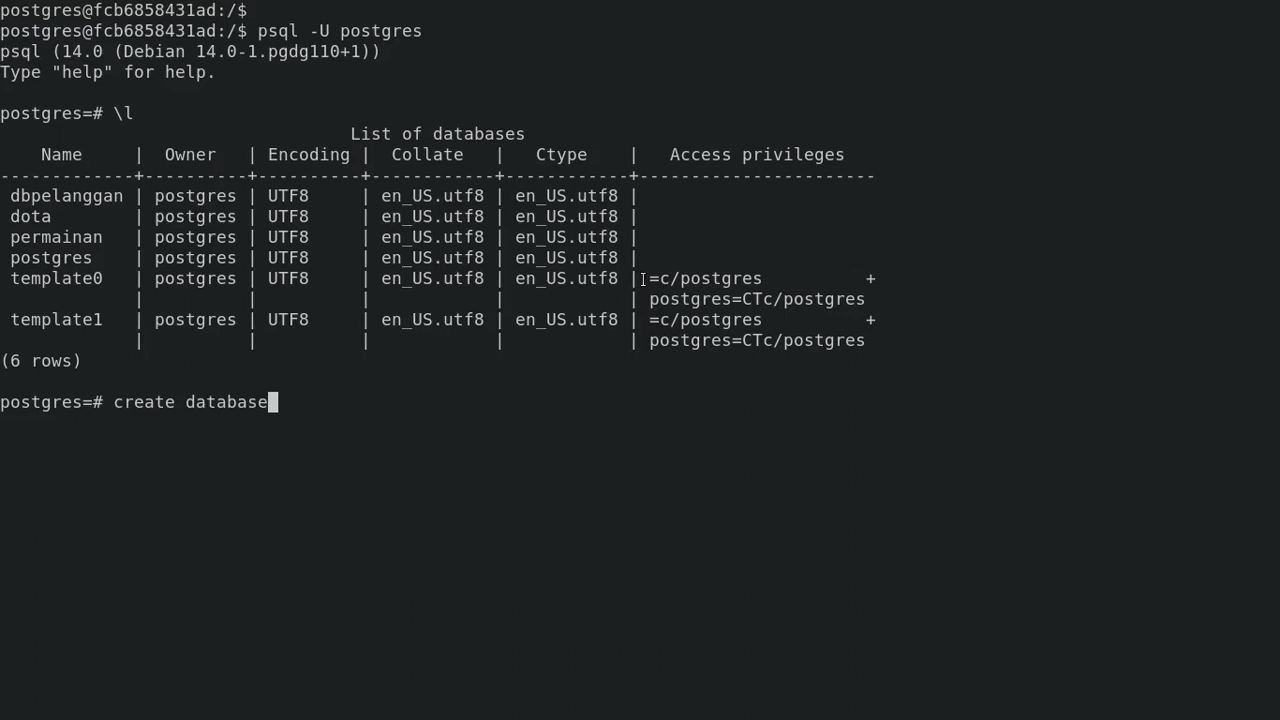 postgres@fcb6858431ad:/$
postgres@fcb6858431ad:/$ psql -U postgres
psql (14.0 (Debian 14.0-1.pgdg110+1))
Type "help" for help.

postgres=# \l
                                  List of databases
    Name     |  Owner   | Encoding |  Collate   |   Ctype    |   Access privileges
-------------+----------+----------+------------+------------+-----------------------
 dbpelanggan | postgres | UTF8     | en_US.utf8 | en_US.utf8 |
 dota        | postgres | UTF8     | en_US.utf8 | en_US.utf8 |
 permainan   | postgres | UTF8     | en_US.utf8 | en_US.utf8 |
 postgres    | postgres | UTF8     | en_US.utf8 | en_US.utf8 |
 template0   | postgres | UTF8     | en_US.utf8 | en_US.utf8 | =c/postgres          +
             |          |          |            |            | postgres=CTc/postgres
 template1   | postgres | UTF8     | en_US.utf8 | en_US.utf8 | =c/postgres          +
             |          |          |            |            | postgres=CTc/postgres
(6 rows)

postgres=# create database